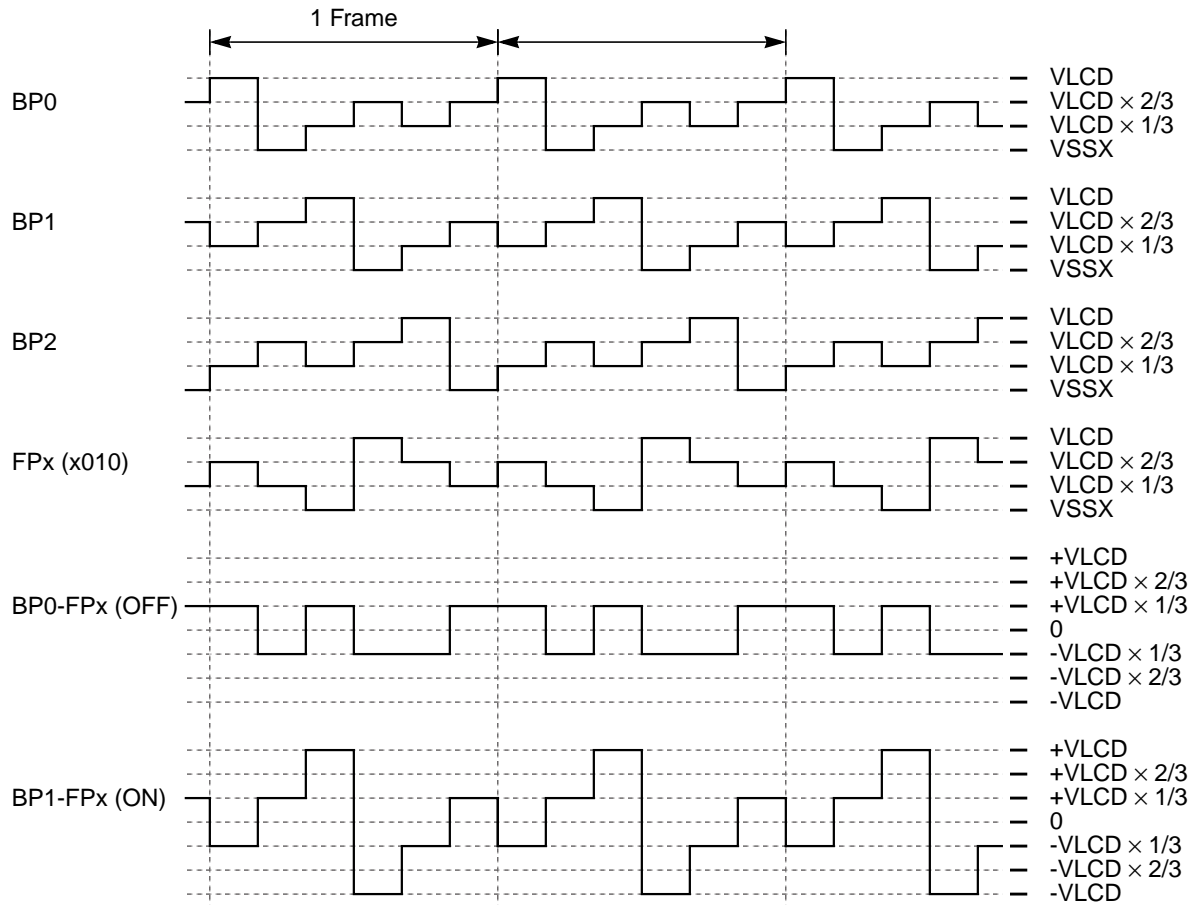 1 Frame
BP0
VLCD
VLCD × 2/3
VLCD × 1/3
VSSX
BP1
VLCD
VLCD × 2/3
VLCD × 1/3
VSSX
BP2
VLCD
VLCD × 2/3
VLCD × 1/3
VSSX
FPx (x010)
VLCD
VLCD × 2/3
VLCD × 1/3
VSSX
BP0-FPx (OFF)
+VLCD
+VLCD × 2/3
+VLCD × 1/3
0
-VLCD × 1/3
-VLCD × 2/3
-VLCD
BP1-FPx (ON)
+VLCD
+VLCD × 2/3
+VLCD × 1/3
0
-VLCD × 1/3
-VLCD × 2/3
-VLCD